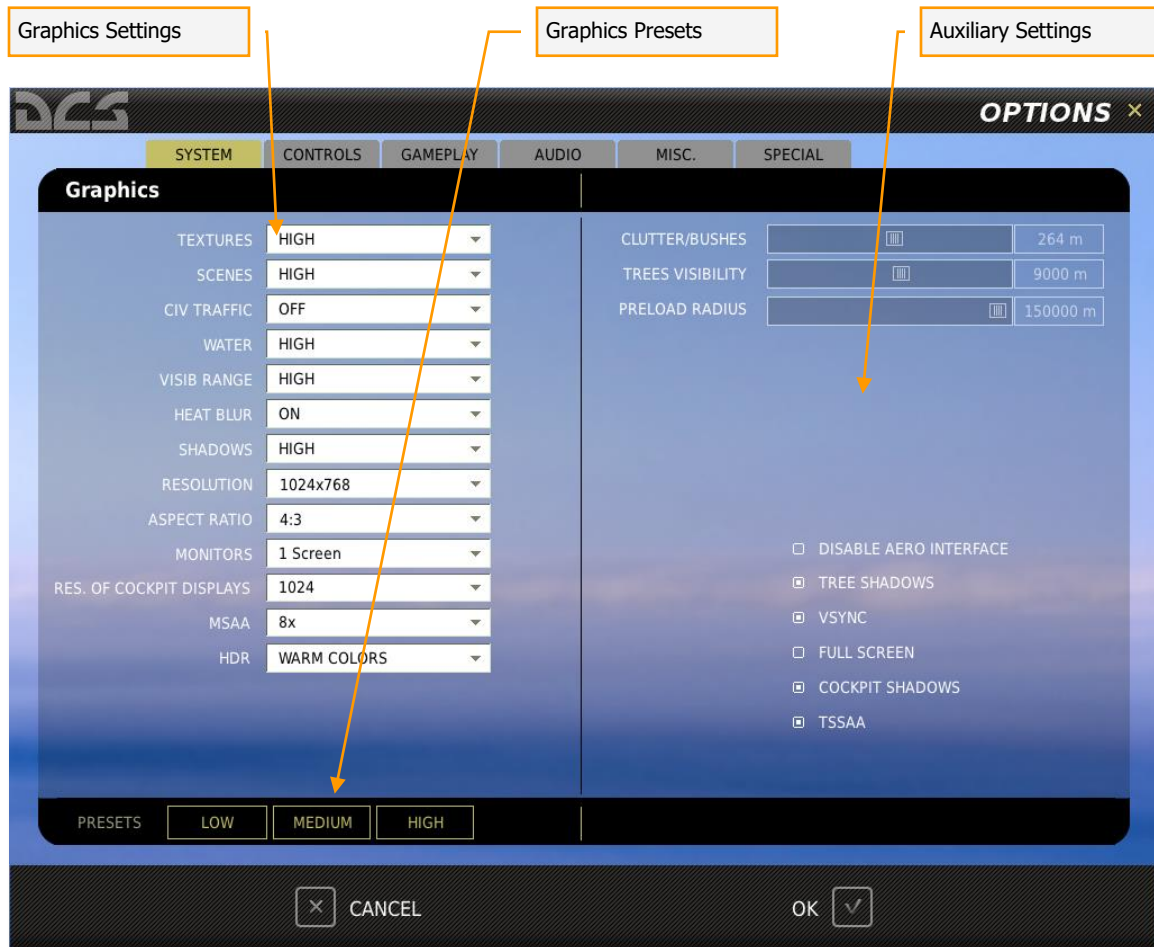 Graphics Settings
Graphics Presets
Auxiliary Settings
DCS
OPTIONS
SYSTEM
CONTROLS
GAMEPLAY
AUDIO
MISC.
SPECIAL
Graphics
TEXTURES HIGH
SCENES HIGH
CIV TRAFFIC OFF
WATER HIGH
VISIB RANGE HIGH
HEAT BLUR ON
SHADOWS HIGH
RESOLUTION 1024x768
ASPECT RATIO 4:3
MONITORS 1 Screen
RES. OF COCKPIT DISPLAYS 1024
MSAA 8x
HDR WARM COLORS
CLUTTER/BUSHES 264 m
TREES VISIBILITY 9000 m
PRELOAD RADIUS 150000 m
DISABLE AERO INTERFACE
TREE SHADOWS
VSYNC
FULL SCREEN
COCKPIT SHADOWS
TSSAA
PRESETS LOW MEDIUM HIGH
CANCEL
OK